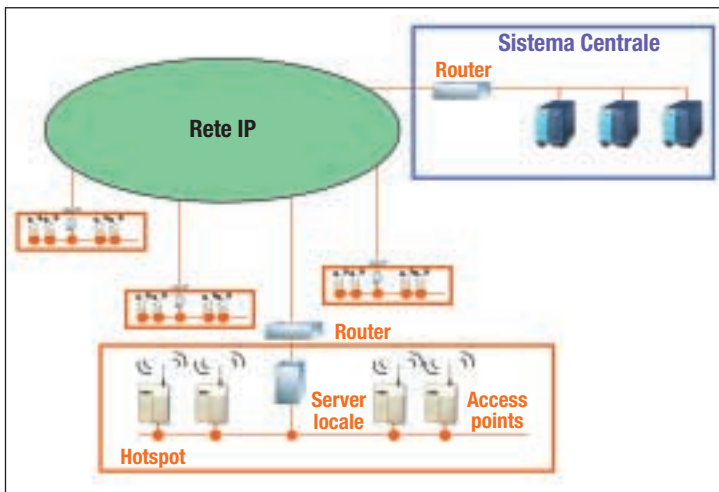 Sistema Centrale
Router
Rete IP
Router
Server
locale
Access
points
Hotspot